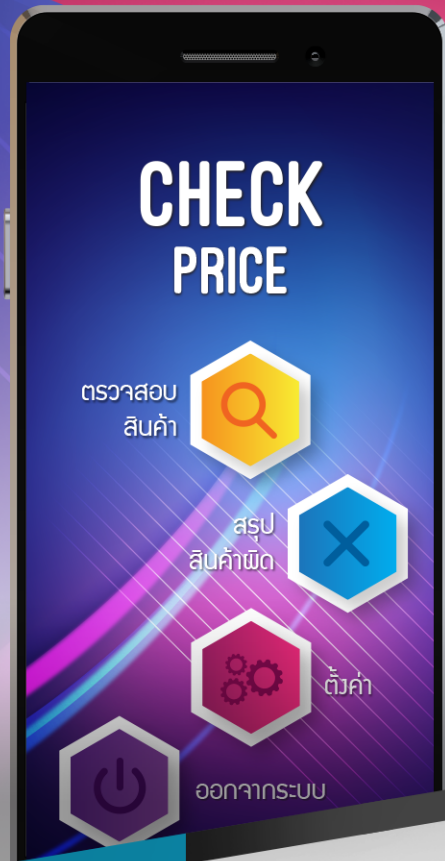 CHECK
PRICE
ตรวจสอบ
สินค้า
สรุป
สินค้าผิด
ตั้งค่า
ออกจากระบบ